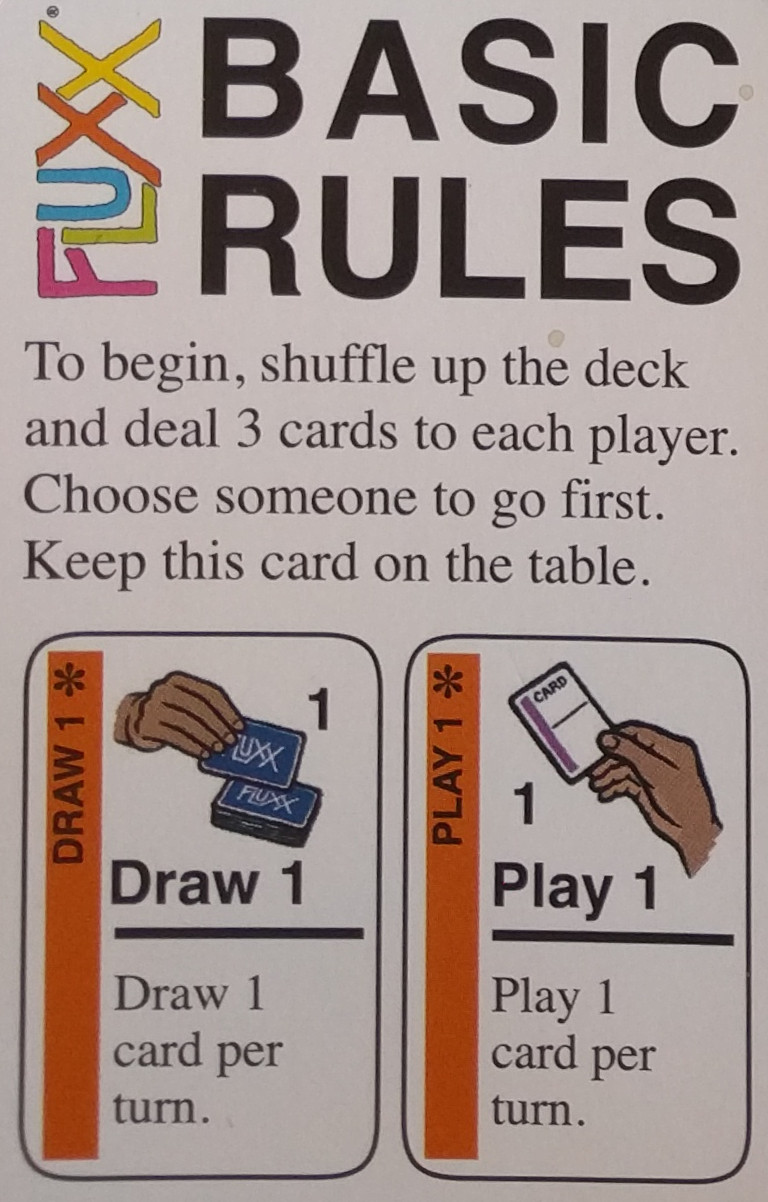 FLUXX®
BASIC
RULES
To begin, shuffle up the deck
and deal 3 cards to each player.
Choose someone to go first.
Keep this card on the table.
DRAW 1 *
1
LUXX
FLUXX
Draw 1
Draw 1
card per
turn.
PLAY 1 *
CARD
1
Play 1
Play 1
card per
turn.